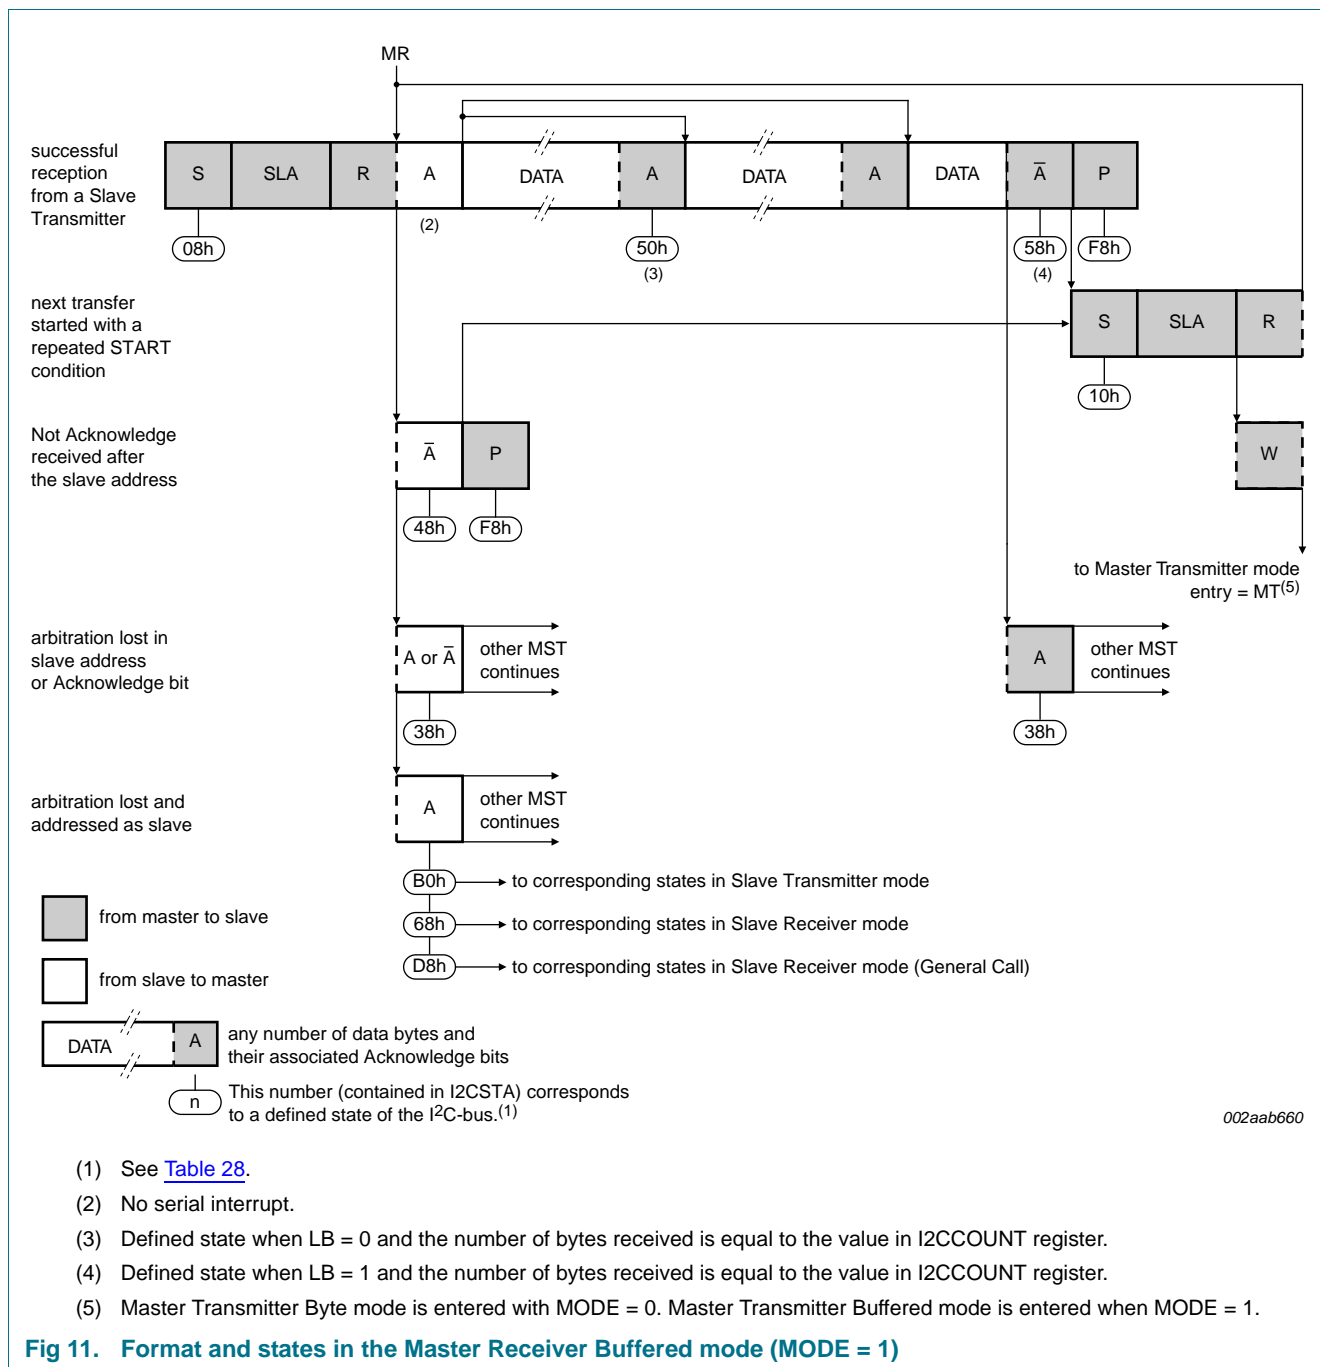 MR
successful
reception
from a Slave
Transmitter
S SLA R A DATA A DATA A DATA A̅ P
08h (2) 50h 58h F8h
(3) (4)
next transfer
started with a
repeated START
condition
S SLA R
10h
Not Acknowledge
received after
the slave address
A̅ P W
48h F8h
to Master Transmitter mode
entry = MT(5)
arbitration lost in
slave address
or Acknowledge bit
A or A̅ other MST
continues
A other MST
continues
38h 38h
arbitration lost and
addressed as slave
A other MST
continues
B0h to corresponding states in Slave Transmitter mode
68h to corresponding states in Slave Receiver mode
D8h to corresponding states in Slave Receiver mode (General Call)
from master to slave
from slave to master
DATA A any number of data bytes and
their associated Acknowledge bits
n This number (contained in I2CSTA) corresponds
to a defined state of the I2C-bus.(1)
002aab660
(1) See Table 28.
(2) No serial interrupt.
(3) Defined state when LB = 0 and the number of bytes received is equal to the value in I2CCOUNT register.
(4) Defined state when LB = 1 and the number of bytes received is equal to the value in I2CCOUNT register.
(5) Master Transmitter Byte mode is entered with MODE = 0. Master Transmitter Buffered mode is entered when MODE = 1.
Fig 11. Format and states in the Master Receiver Buffered mode (MODE = 1)